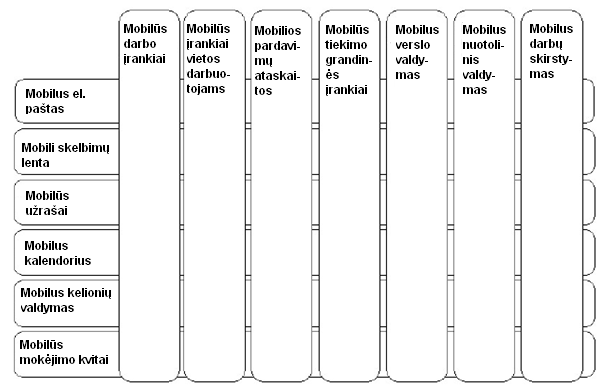 Mobilūs
darbo
įrankiai
Mobilūs
įrankiai
vietos
darbuo-
tojams
Mobilios
pardavi-
mų
ataskai-
tos
Mobilūs
tiekimo
grandin-
ės
įrankiai
Mobilus
verslo
valdy-
mas
Mobilus
nuotoli-
nis
valdy-
mas
Mobilus
darbų
skirsty-
mas
Mobilus el.
paštas
Mobili skelbimų
lenta
Mobilūs
užrašai
Mobilus
kalendorius
Mobilus kelionių
valdymas
Mobilūs
mokėjimo kvitai